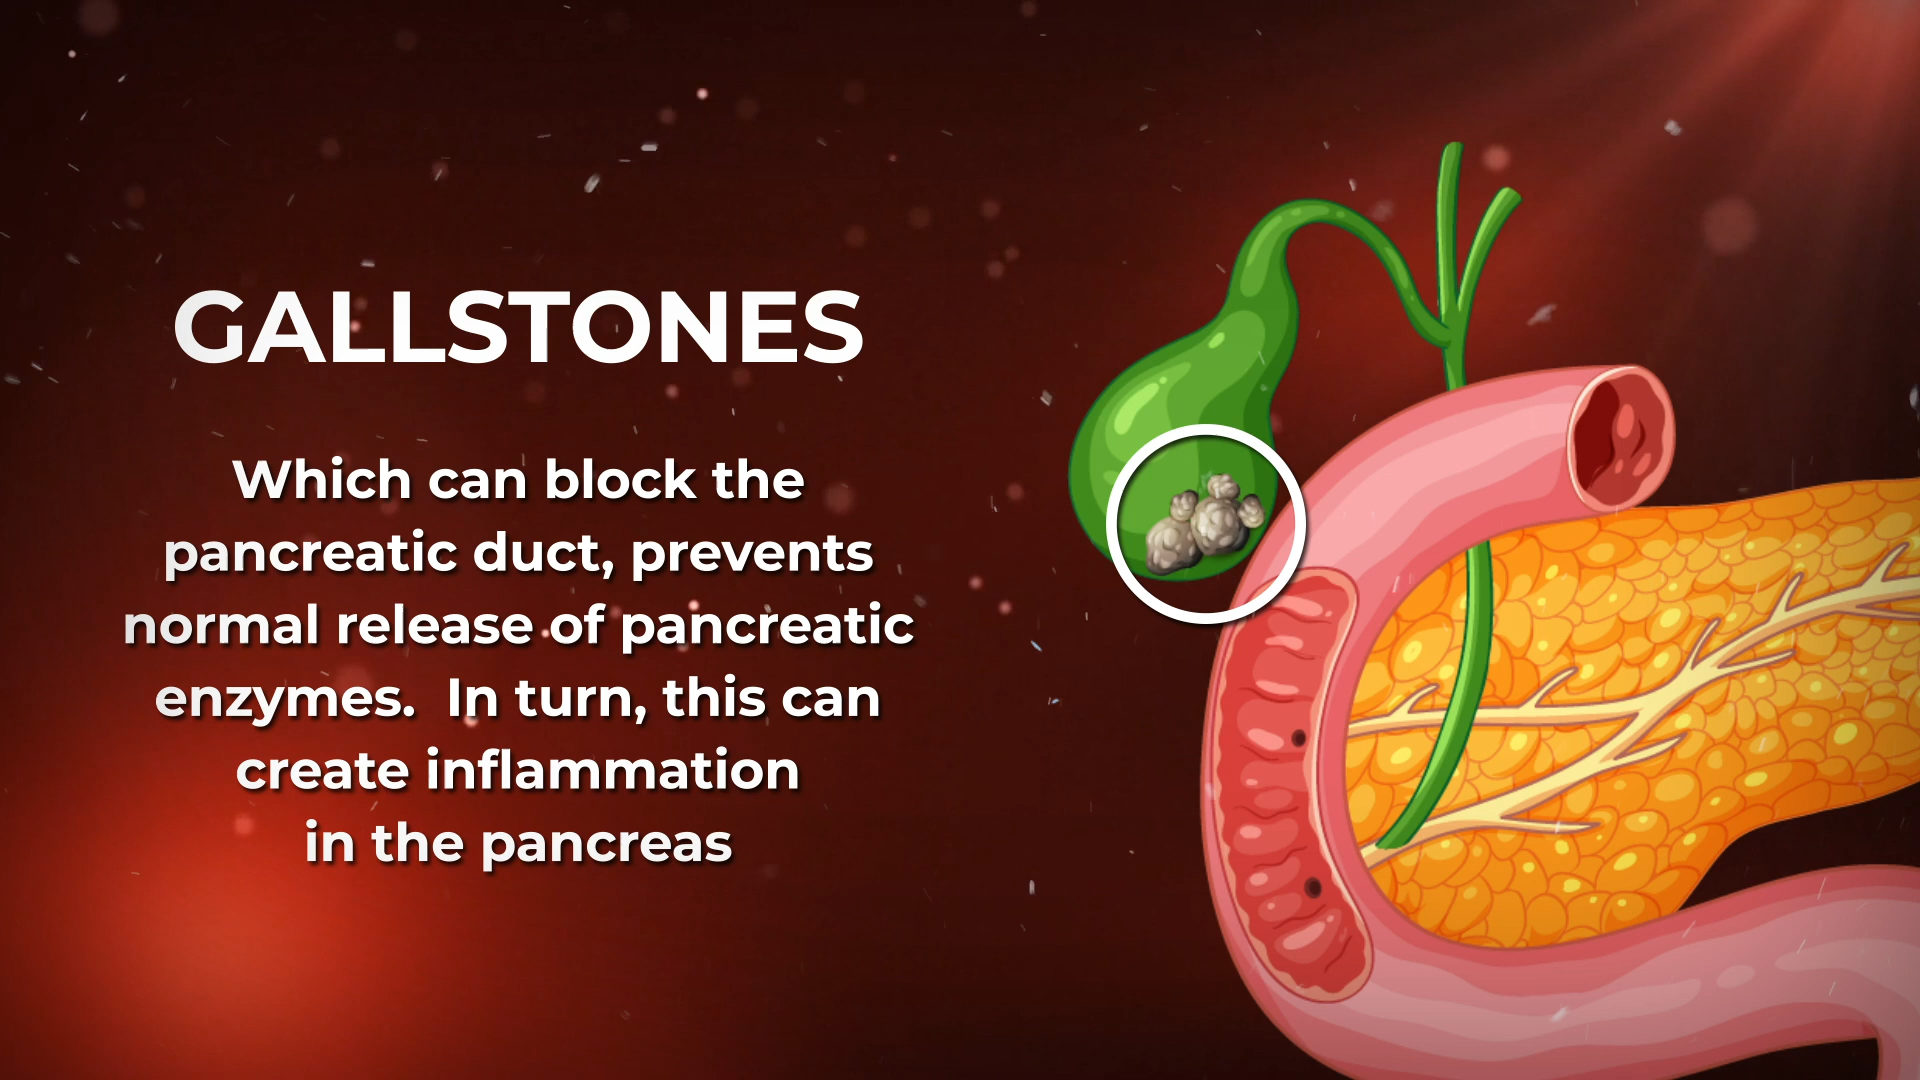 GALLSTONES
Which can block the
pancreatic duct, prevents
normal release of pancreatic
enzymes.  In turn, this can
create inflammation
in the pancreas